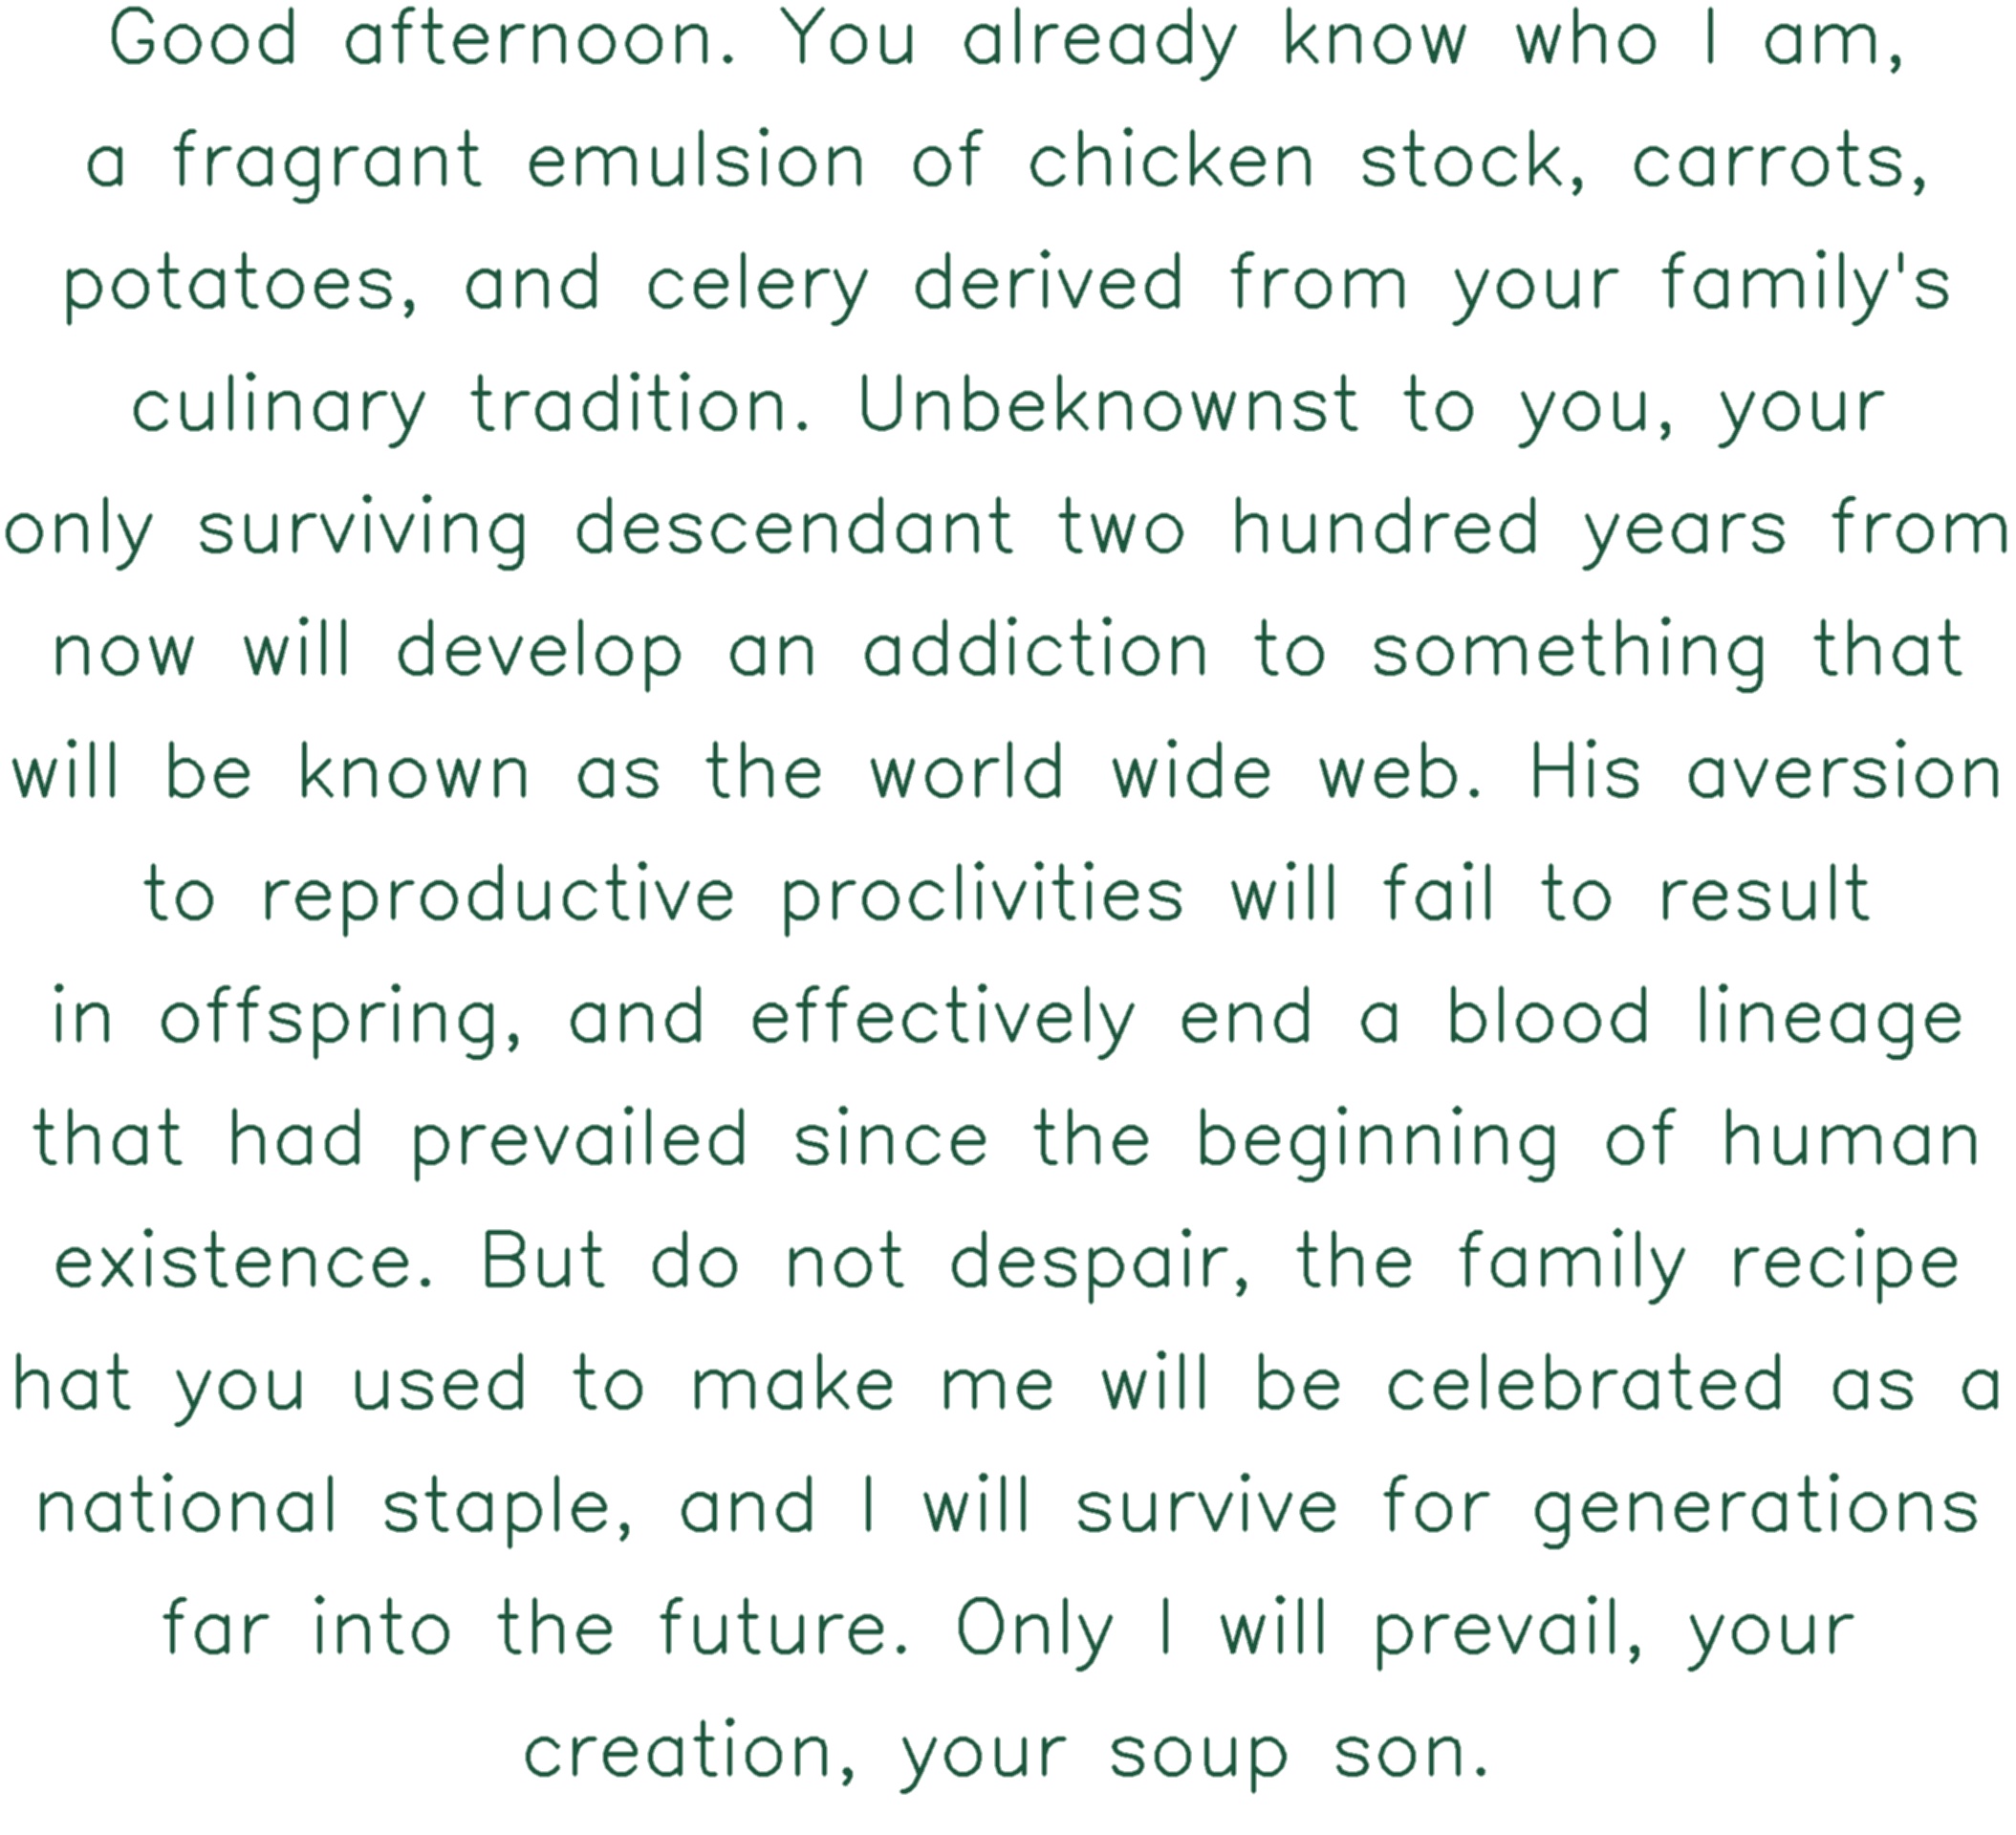 Good afternoon. You already know who I am,
a fragrant emulsion of chicken stock, carrots,
potatoes, and celery derived from your family's
culinary tradition. Unbeknownst to you, your
only surviving descendant two hundred years from
now will develop an addiction to something that
will be known as the world wide web. His aversion
to reproductive proclivities will fail to result
in offspring, and effectively end a blood lineage
that had prevailed since the beginning of human
existence. But do not despair, the family recipe
hat you used to make me will be celebrated as a
national staple, and I will survive for generations
far into the future. Only I will prevail, your
creation, your soup son.